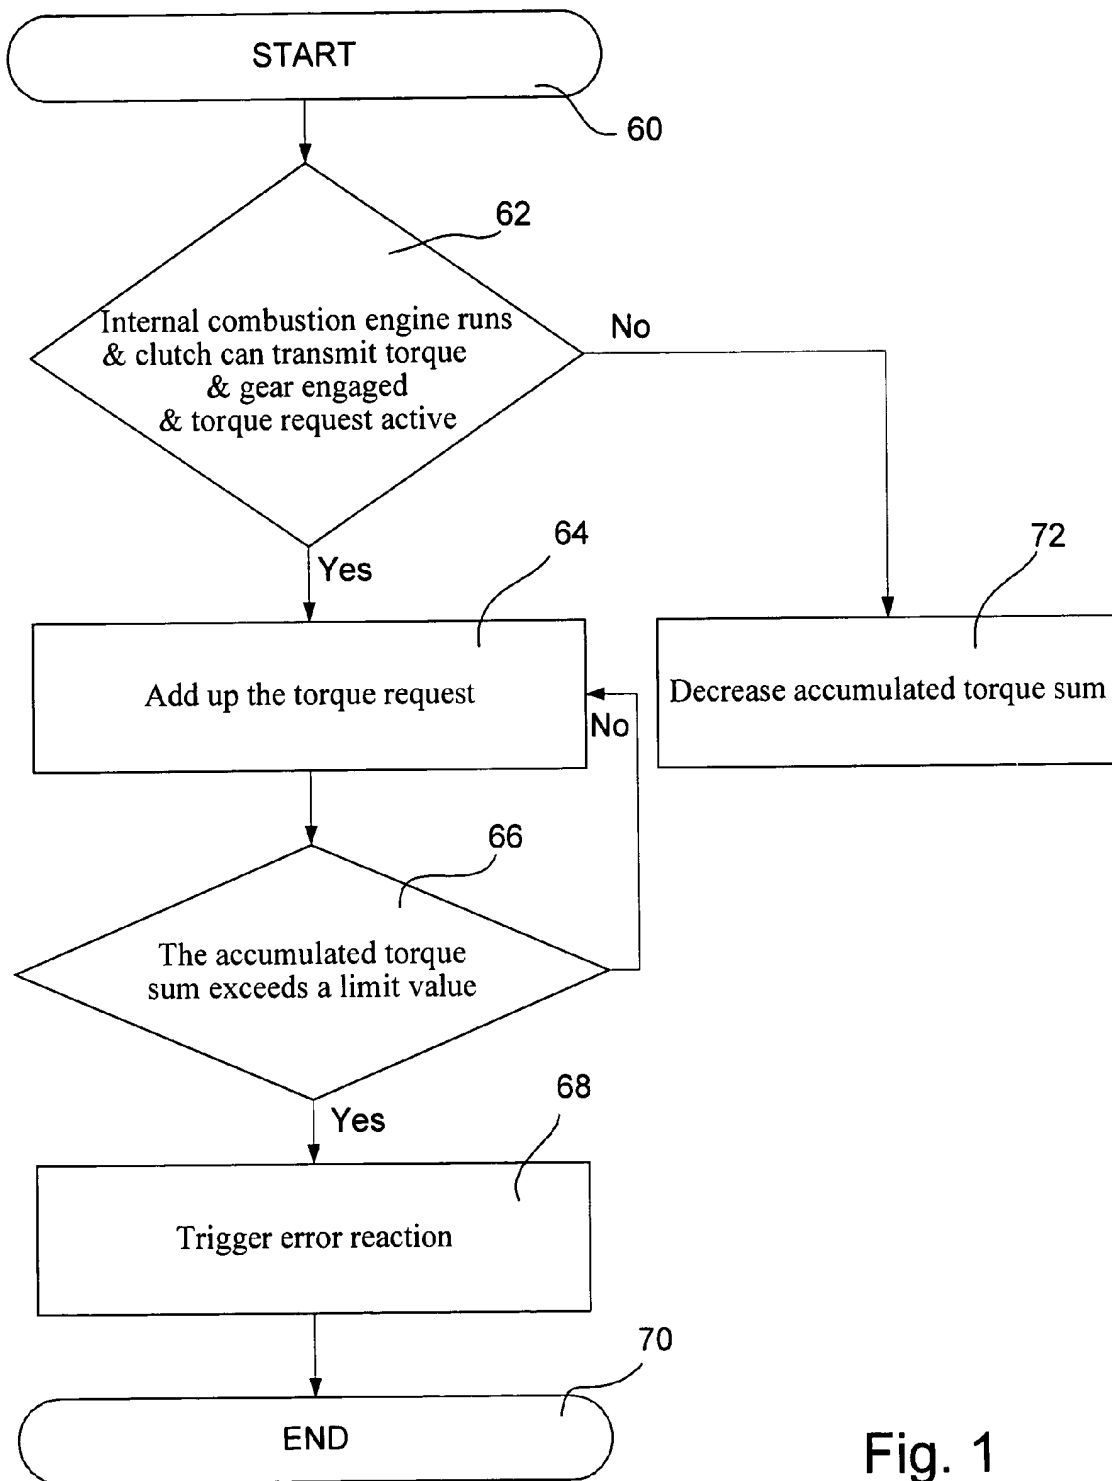 START
60
62
Internal combustion engine runs
& clutch can transmit torque
& gear engaged
& torque request active
No
Yes
64
72
Add up the torque request
Decrease accumulated torque sum
No
66
The accumulated torque
sum exceeds a limit value
Yes
68
Trigger error reaction
70
END
Fig. 1